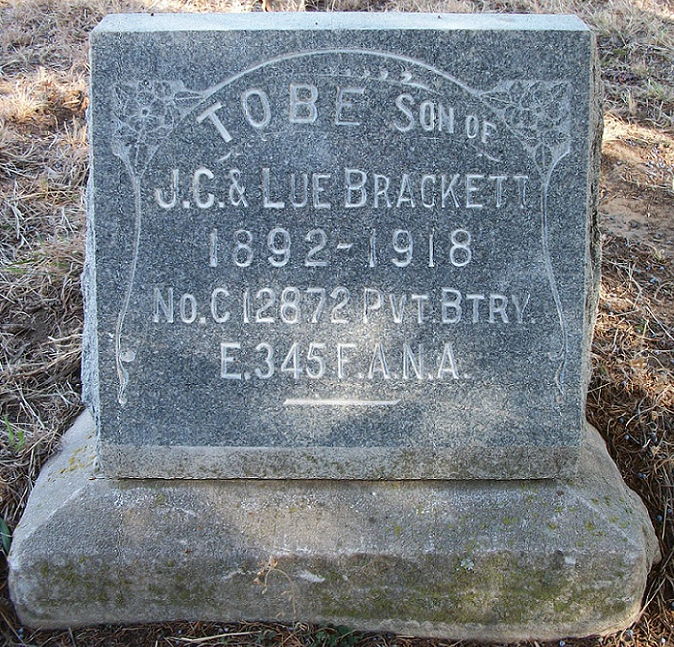 TOBE SON OF
J.C. & LUE BRACKETT
1892-1918
NO. C 12872 PVT. BTRY.
E. 345 F.A.N.A.